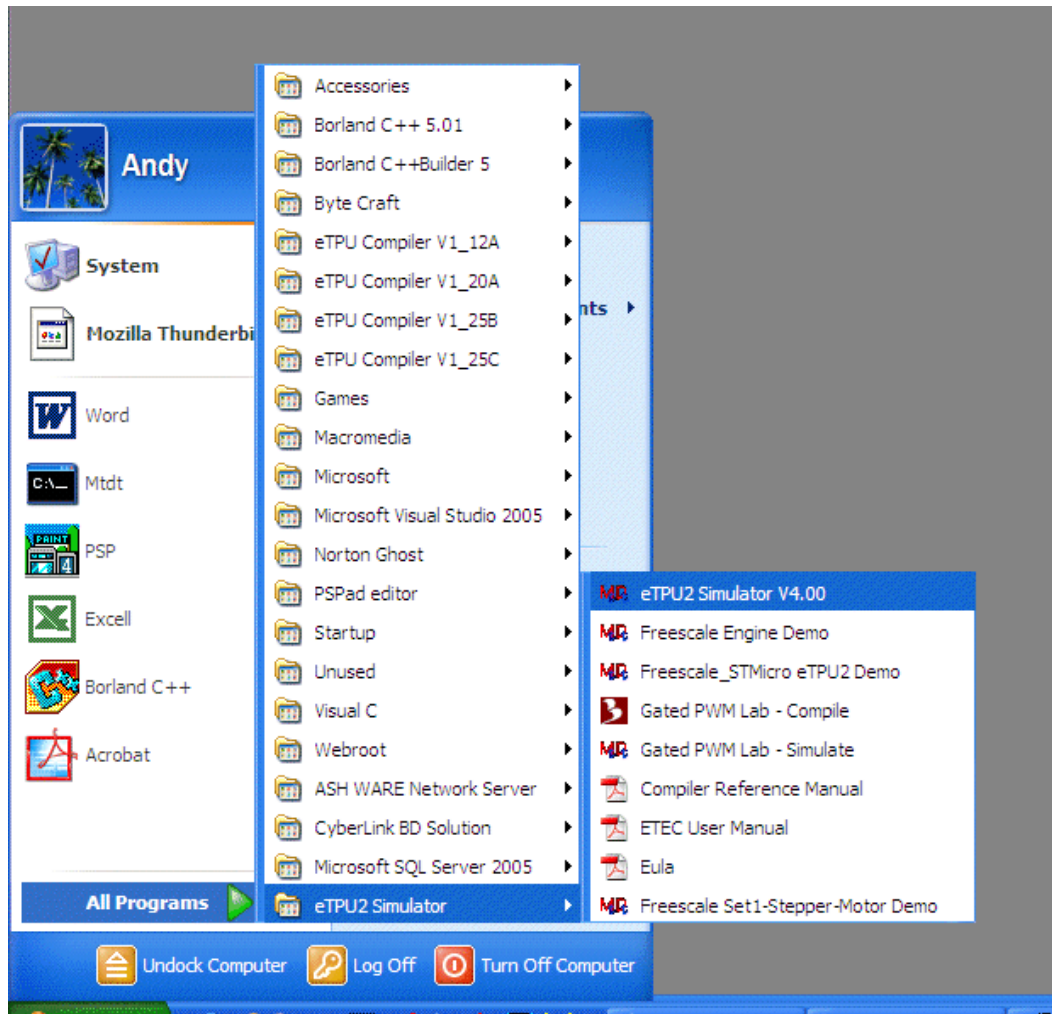 Andy
System
Mozilla Thunderbi
Word
C:\_
Mtdt
PAINT
4
PSP
Excell
Borland C++
Acrobat
All Programs
Accessories
Borland C++ 5.01
Borland C++Builder 5
Byte Craft
eTPU Compiler V1_12A
eTPU Compiler V1_20A
eTPU Compiler V1_25B
eTPU Compiler V1_25C
Games
Macromedia
Microsoft
Microsoft Visual Studio 2005
Norton Ghost
PSPad editor
Startup
Unused
Visual C
Webroot
ASH WARE Network Server
CyberLink BD Solution
Microsoft SQL Server 2005
eTPU2 Simulator
nts
eTPU2 Simulator V4.00
Freescale Engine Demo
Freescale_STMicro eTPU2 Demo
Gated PWM Lab - Compile
Gated PWM Lab - Simulate
Compiler Reference Manual
ETEC User Manual
Eula
Freescale Set1-Stepper-Motor Demo
Undock Computer
Log Off
Turn Off Computer